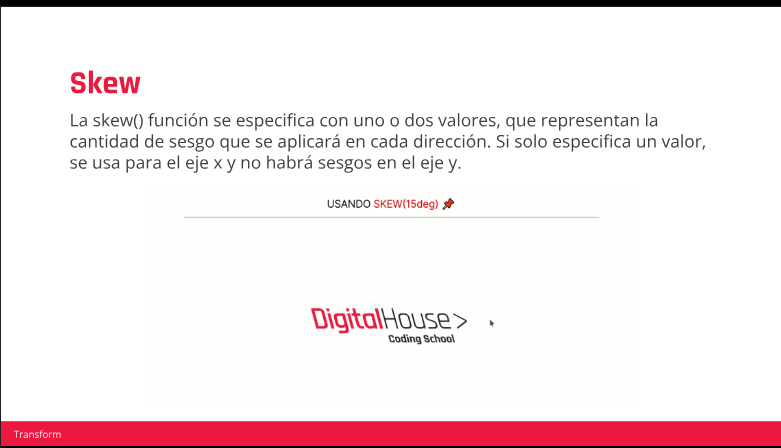 Skew
La skew() función se especifica con uno o dos valores, que representan la
cantidad de sesgo que se aplicará en cada dirección. Si solo especifica un valor,
se usa para el eje x y no habrá sesgos en el eje y.
USANDO SKEW(15deg) 📌
DigitalHouse>
Coding School
Transform